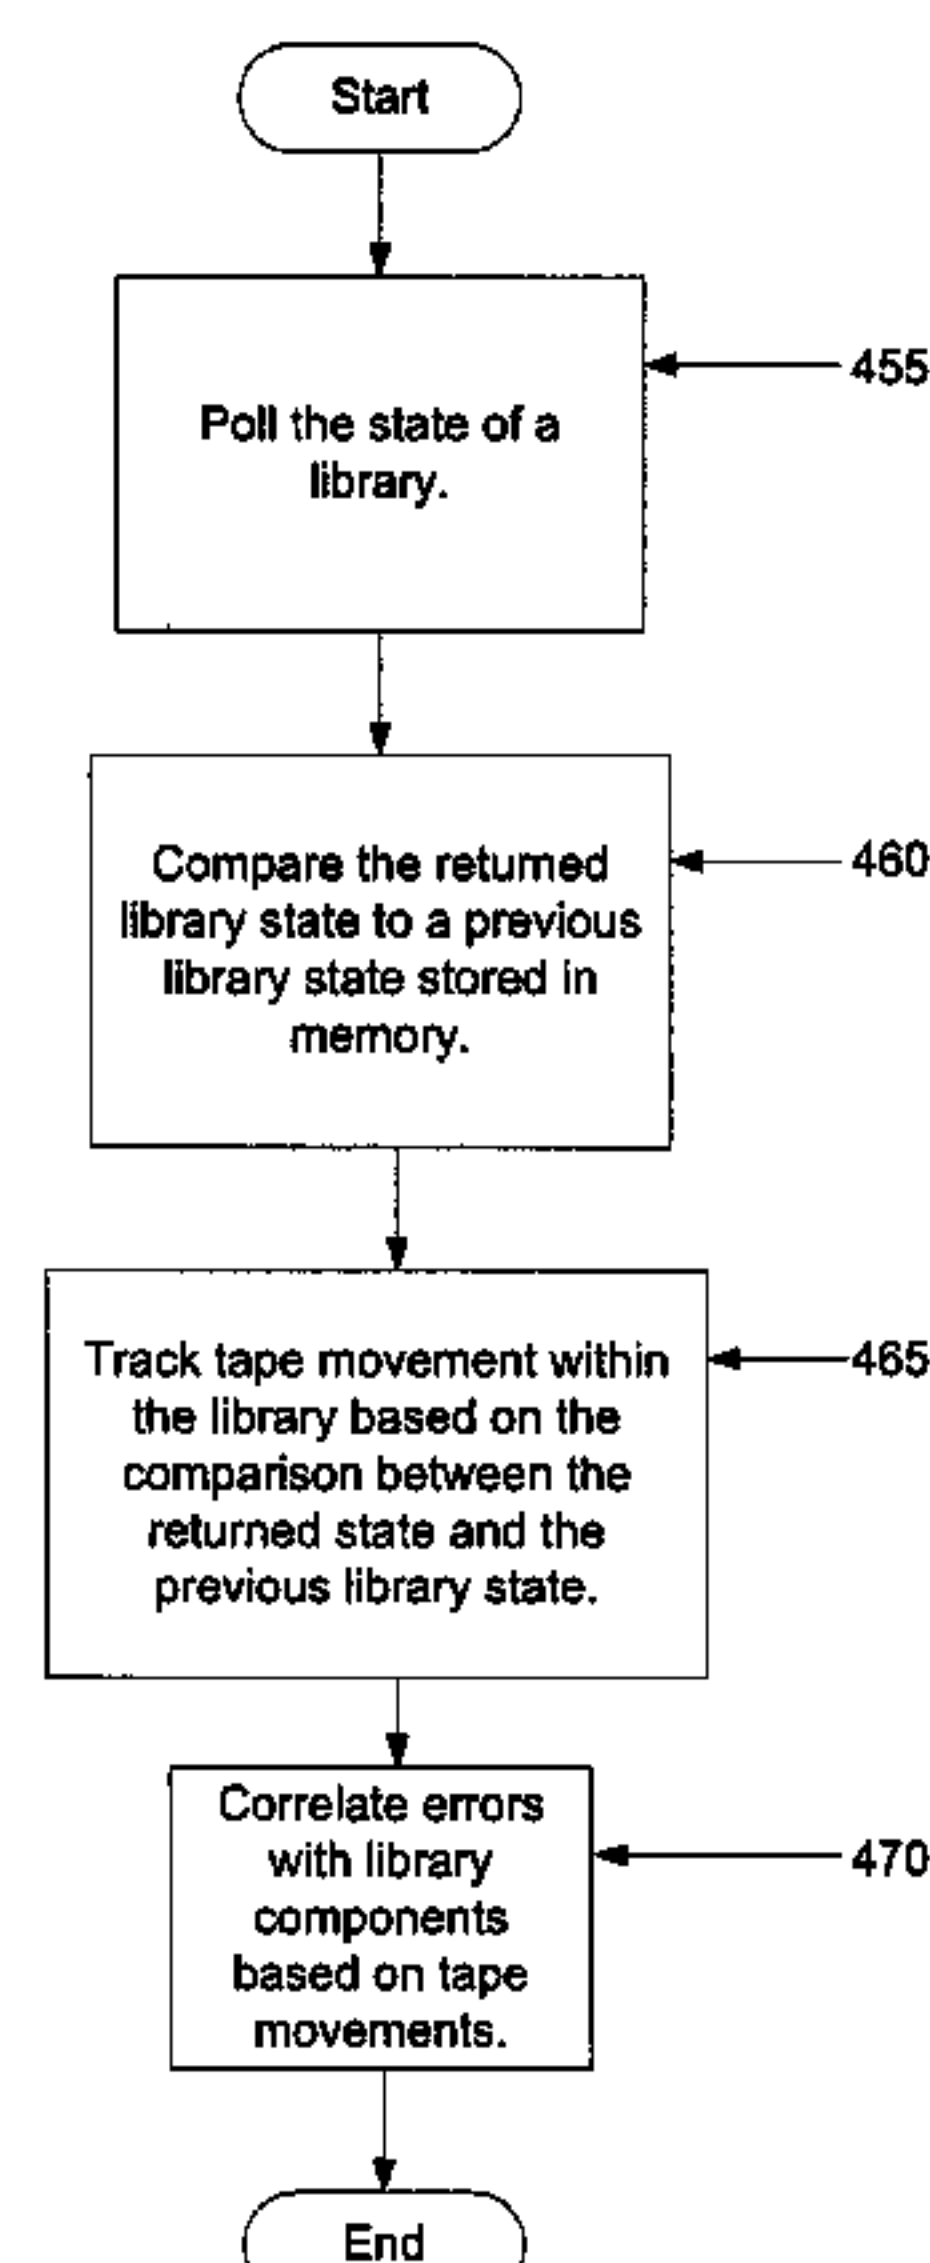 Start
Poll the state of a
library.
455
Compare the returned
library state to a previous
library state stored in
memory.
460
Track tape movement within
the library based on the
comparison between the
returned state and the
previous library state.
465
Correlate errors
with library
components
based on tape
movements.
470
End